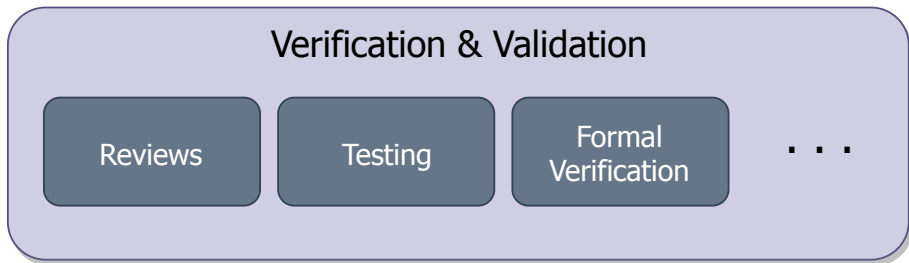 Verification & Validation
Reviews
Testing
Formal
Verification
. . .